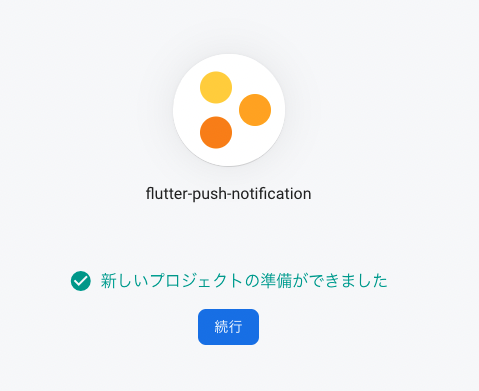 flutter-push-notification
新しいプロジェクトの準備ができました
続行